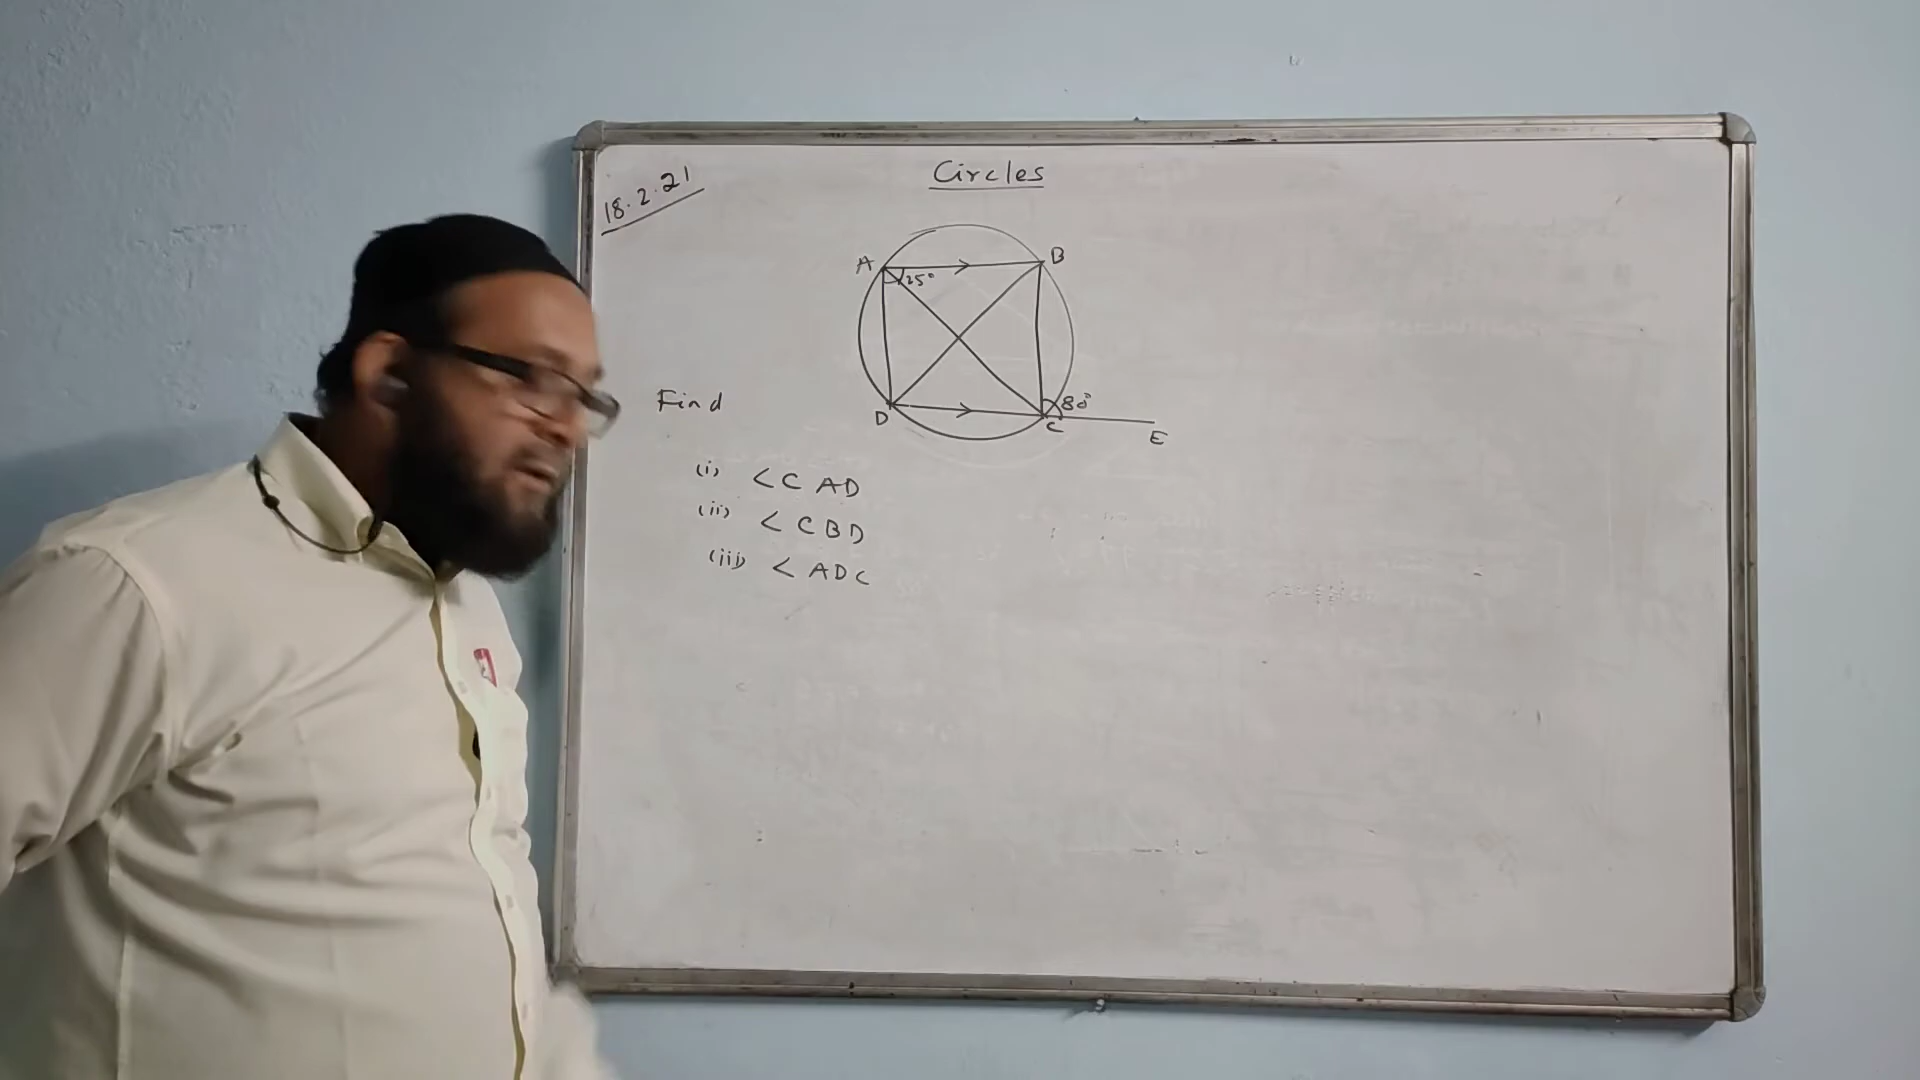 18.2.21
Circles
A
B
25°
80°
D
C
E
Find
(i) <CAD
(ii) <CBD
(iii) <ADC